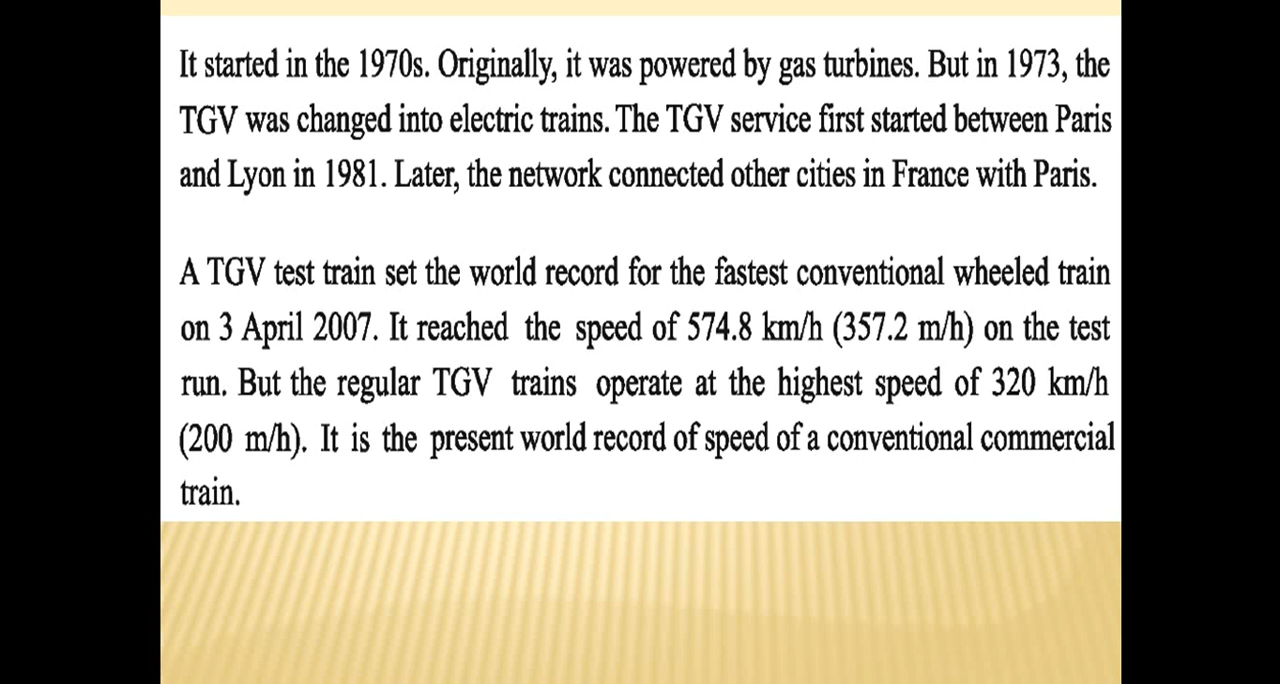 It started in the 1970s. Originally, it was powered by gas turbines. But in 1973, the
TGV was changed into electric trains. The TGV service first started between Paris
and Lyon in 1981. Later, the network connected other cities in France with Paris.
A TGV test train set the world record for the fastest conventional wheeled train
on 3 April 2007. It reached the speed of 574.8 km/h (357.2 m/h) on the test
run. But the regular TGV trains operate at the highest speed of 320 km/h
(200 m/h). It is the present world record of speed of a conventional commercial
train.